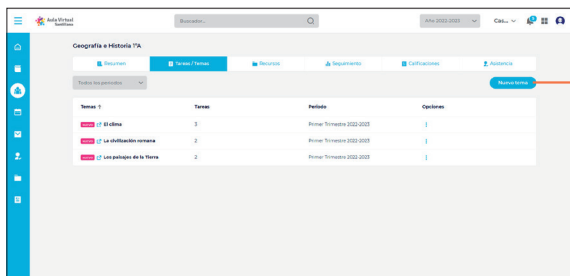 Aula Virtual
Santillana
Buscador...
Año 2022-2023
Cas...
Geografía e Historia 1°A
Resumen
Tareas / Temas
Recursos
Seguimiento
Calificaciones
Asistencia
Todos los periodos
Nuevo tema
Temas ↑ Tareas Periodo Opciones
El clima 3 Primer Trimestre 2022-2023
La civilización romana 2 Primer Trimestre 2022-2023
Los paisajes de la Tierra 2 Primer Trimestre 2022-2023